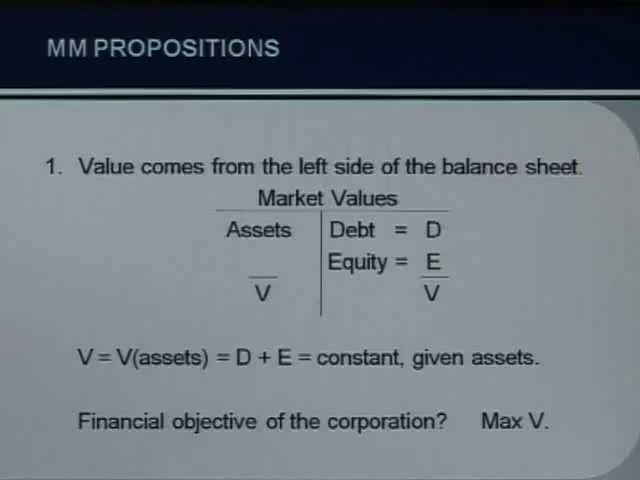 MM PROPOSITIONS
1. Value comes from the left side of the balance sheet.
Market Values
Assets Debt = D
Equity = E
V V
V = V(assets) = D + E = constant, given assets.
Financial objective of the corporation? Max V.